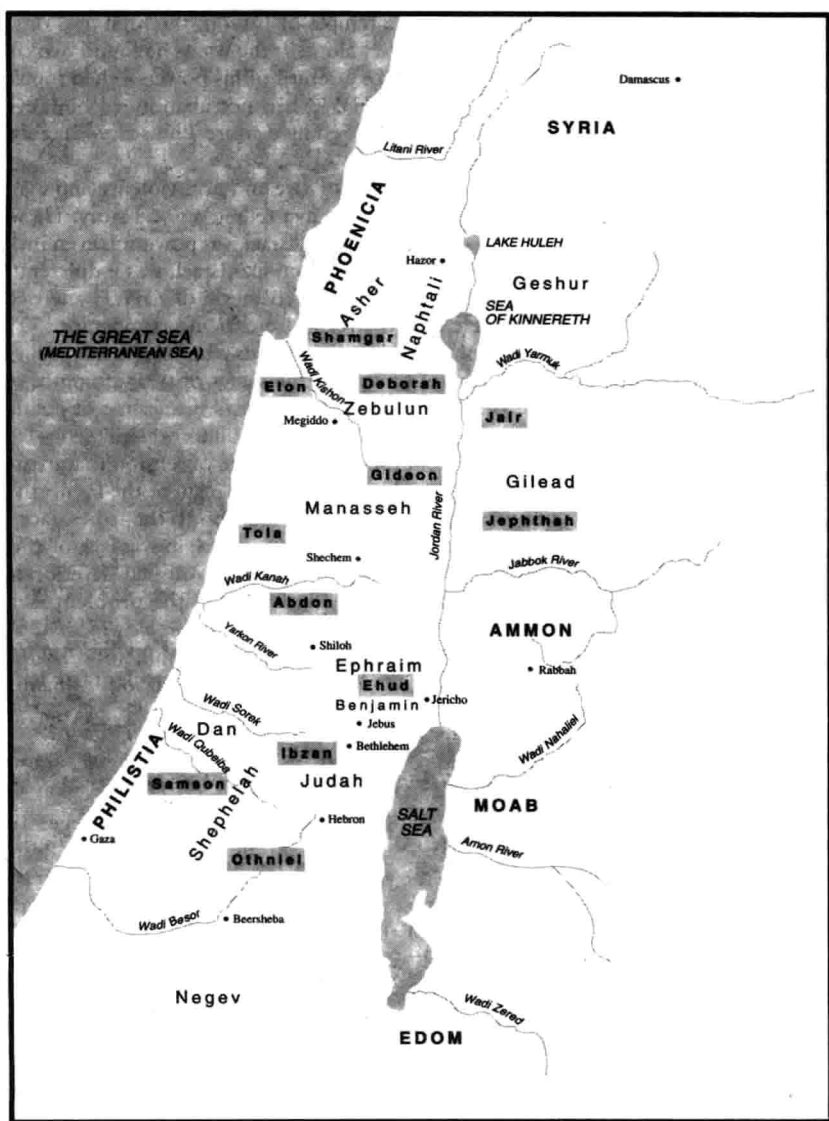 Damascus
SYRIA
Litani River
PHOENICIA
LAKE HULEH
Hazor
Geshur
Asher
Naphtali
SEA
OF KINNERETH
THE GREAT SEA
(MEDITERRANEAN SEA)
Shamgar
Wadi Kishon
Wadi Yarmuk
Elon
Deborah
Zebulun
Megiddo
Jair
Gideon
Gilead
Manasseh
Jordan River
Jephthah
Tola
Shechem
Jabbok River
Wadi Kanah
Abdon
AMMON
Yarkon River
Shiloh
Ephraim
Rabbah
Ehud
Benjamin
Jericho
Wadi Sorek
Jebus
Dan
Wadi Nahaliel
Wadi Qubeiba
Ibzan
Bethlehem
PHILISTIA
Samson
Judah
Shephelah
MOAB
SALT
SEA
Hebron
Gaza
Arnon River
Othniel
Wadi Besor
Beersheba
Negev
Wadi Zered
EDOM